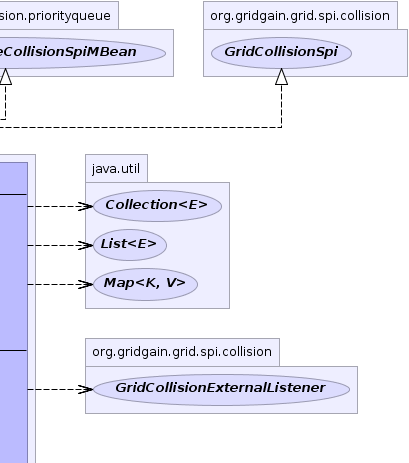 sion.priorityqueue
org.gridgain.grid.spi.collision
eCollisionSpiMBean
GridCollisionSpi
java.util
Collection<E>
List<E>
Map<K, V>
org.gridgain.grid.spi.collision
GridCollisionExternalListener